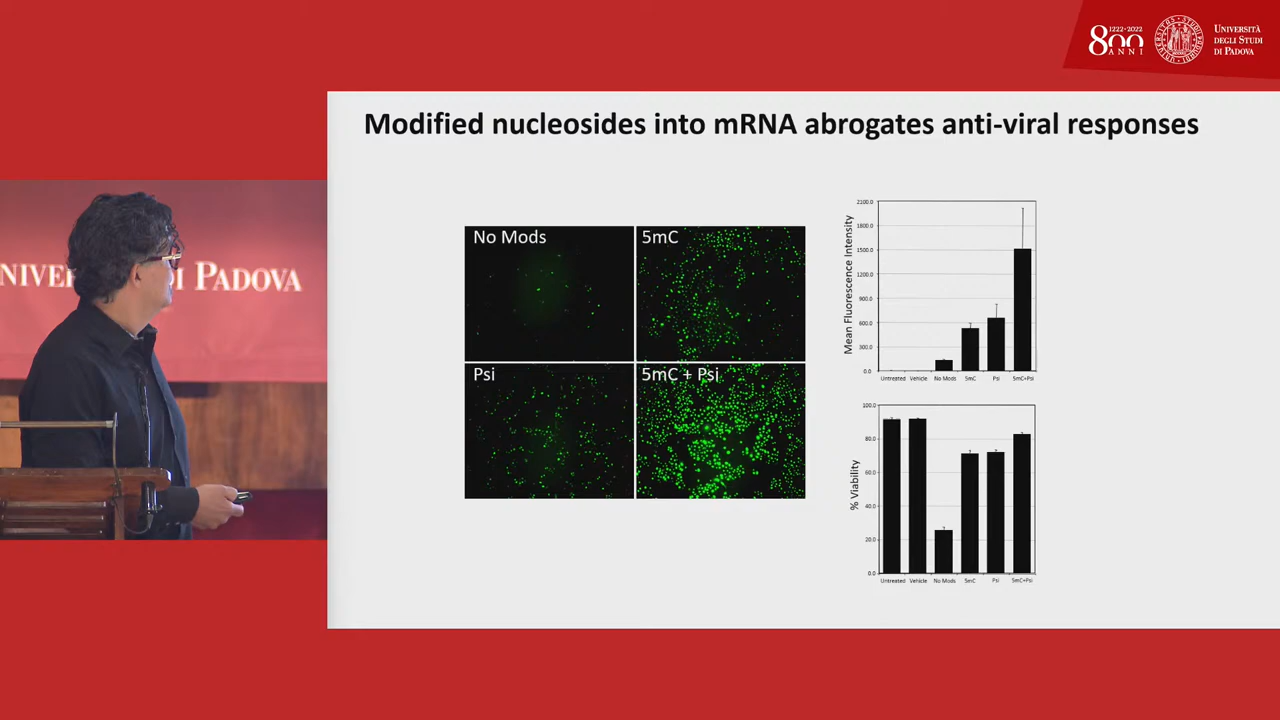 1222·2022
800
ANNI
UNIVERSITÀ
DEGLI STUDI
DI PADOVA
Modified nucleosides into mRNA abrogates anti-viral responses
NIVER
I PADOVA
No Mods
5mC
Psi
5mC + Psi
Mean Fluorescence Intensity
2100.0
1800.0
1500.0
1200.0
900.0
600.0
300.0
0.0
Untreated Vehicle No Mods 5mC Psi 5mC+Psi
% Viability
100.0
80.0
60.0
40.0
20.0
0.0
Untreated Vehicle No Mods 5mC Psi 5mC+Psi